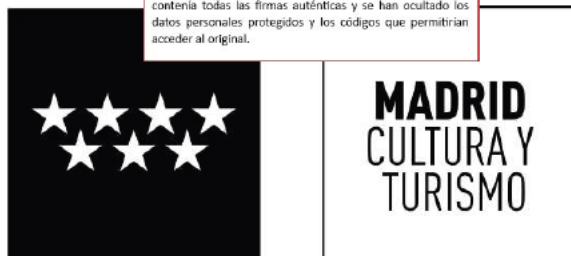 contenía todas las firmas auténticas y se han ocultado los
datos personales protegidos y los códigos que permitirían
acceder al original.
MADRID
CULTURA Y
TURISMO